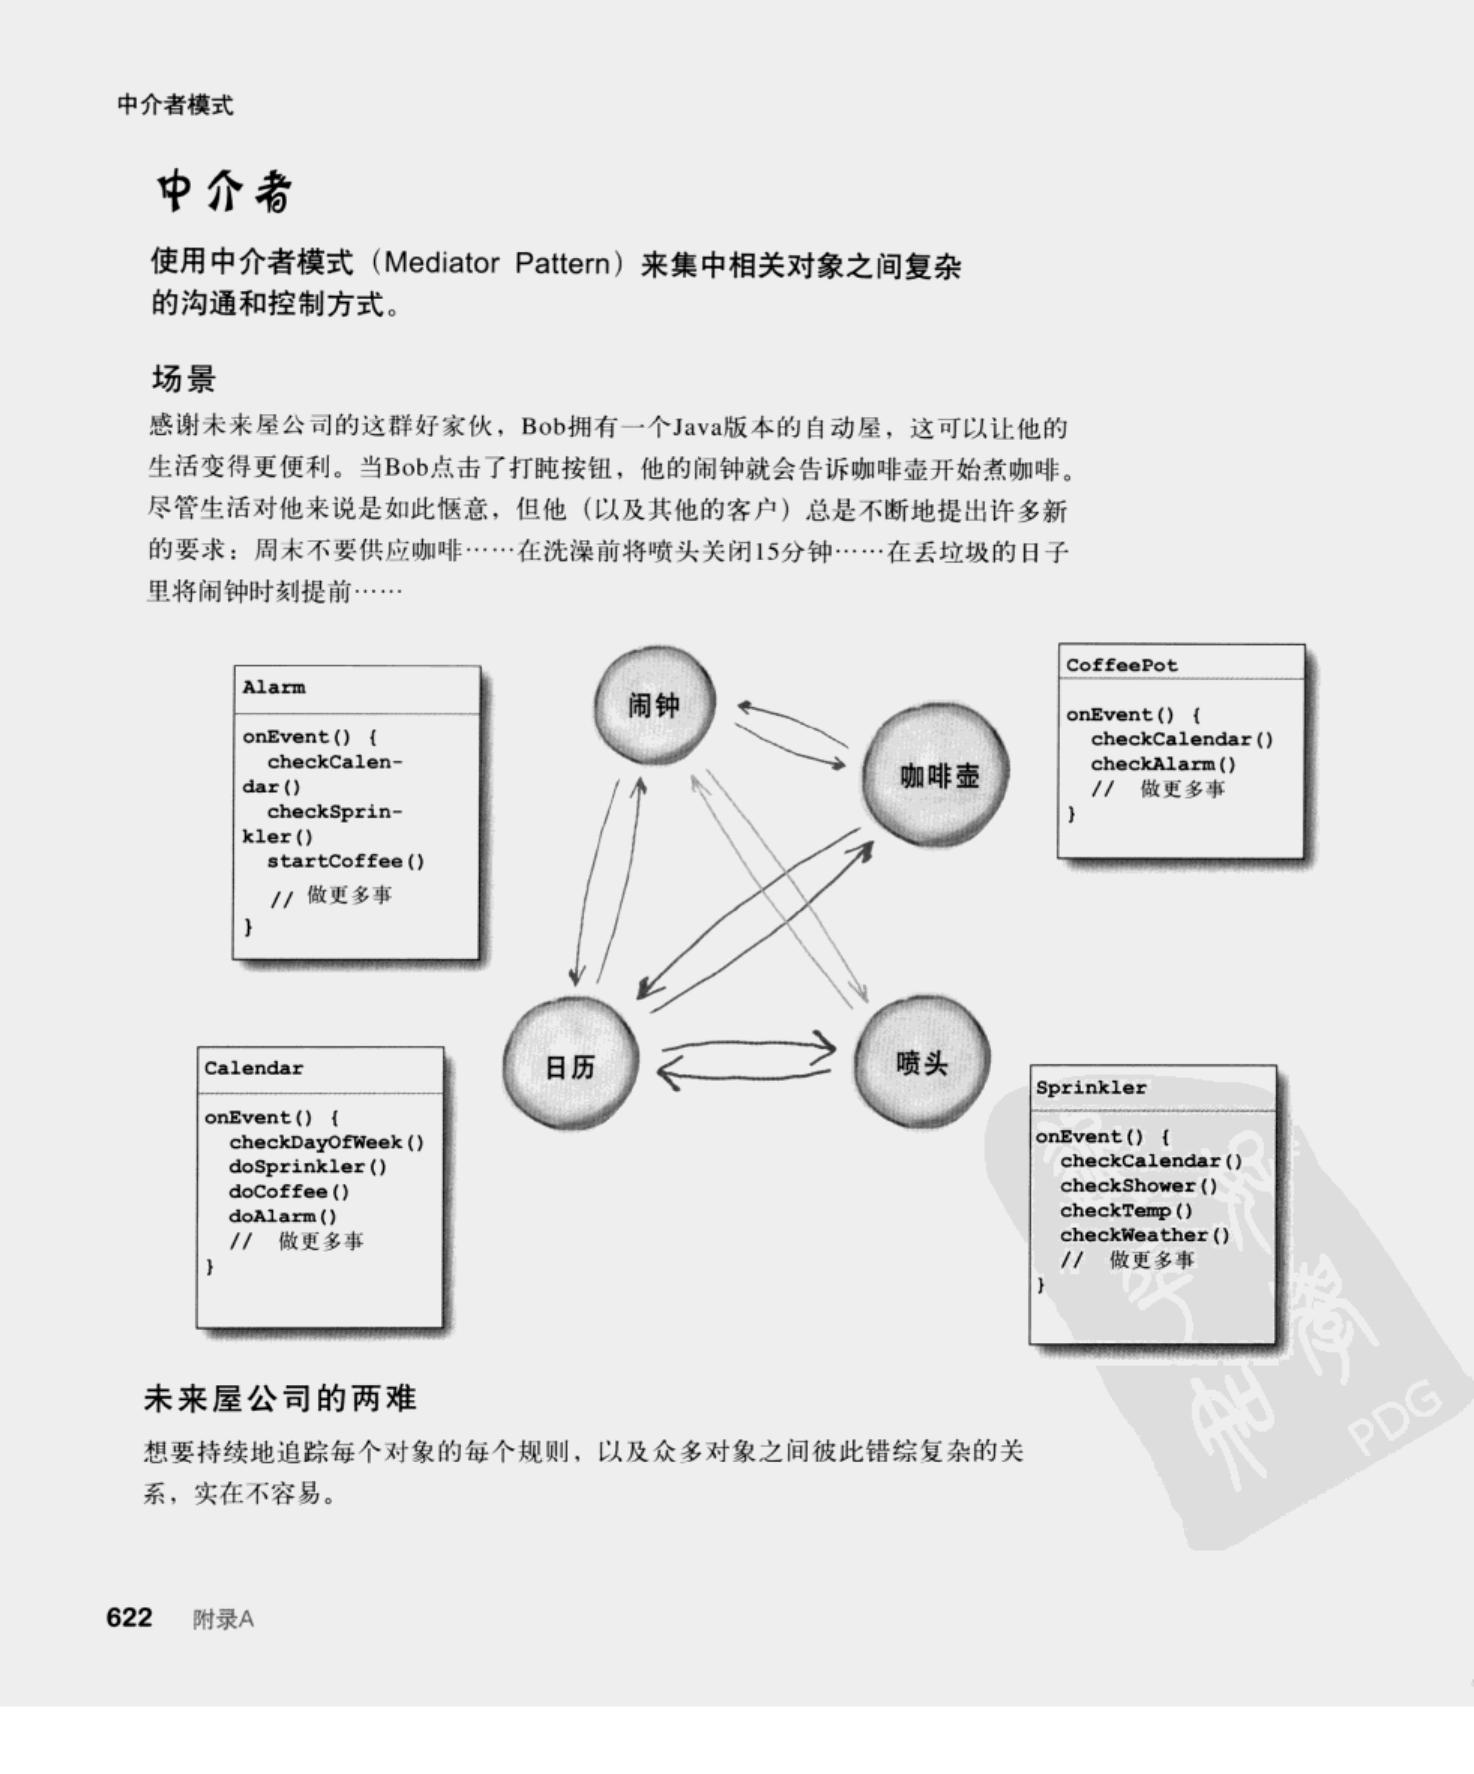 中介者模式
中介者
使用中介者模式（Mediator Pattern）来集中相关对象之间复杂
的沟通和控制方式。
场景
感谢未来屋公司的这群好家伙，Bob拥有一个Java版本的自动屋，这可以让他的
生活变得更便利。当Bob点击了打盹按钮，他的闹钟就会告诉咖啡壶开始煮咖啡。
尽管生活对他来说是如此惬意，但他（以及其他的客户）总是不断地提出许多新
的要求：周末不要供应咖啡……在洗澡前将喷头关闭15分钟……在丢垃圾的日子
里将闹钟时刻提前……
Alarm
onEvent() {
checkCalen-
dar()
checkSprin-
kler()
startCoffee()
// 做更多事
}
闹钟
咖啡壶
CoffeePot
onEvent() {
checkCalendar()
checkAlarm()
// 做更多事
}
日历
喷头
Calendar
onEvent() {
checkDayOfWeek()
doSprinkler()
doCoffee()
doAlarm()
// 做更多事
}
Sprinkler
onEvent() {
checkCalendar()
checkShower()
checkTemp()
checkWeather()
// 做更多事
}
未来屋公司的两难
想要持续地追踪每个对象的每个规则，以及众多对象之间彼此错综复杂的关
系，实在不容易。
PDG
622 附录A